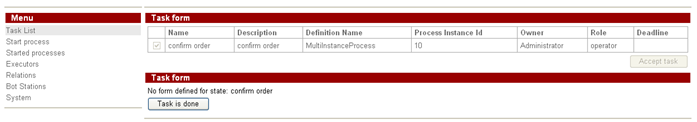 Menu
Task List
Start process
Started processes
Executors
Relations
Bot Stations
System
Task form
Name Description Definition Name Process Instance Id Owner Role Deadline
confirm order confirm order MultiInstanceProcess 10 Administrator operator
Accept task
Task form
No form defined for state: confirm order
Task is done